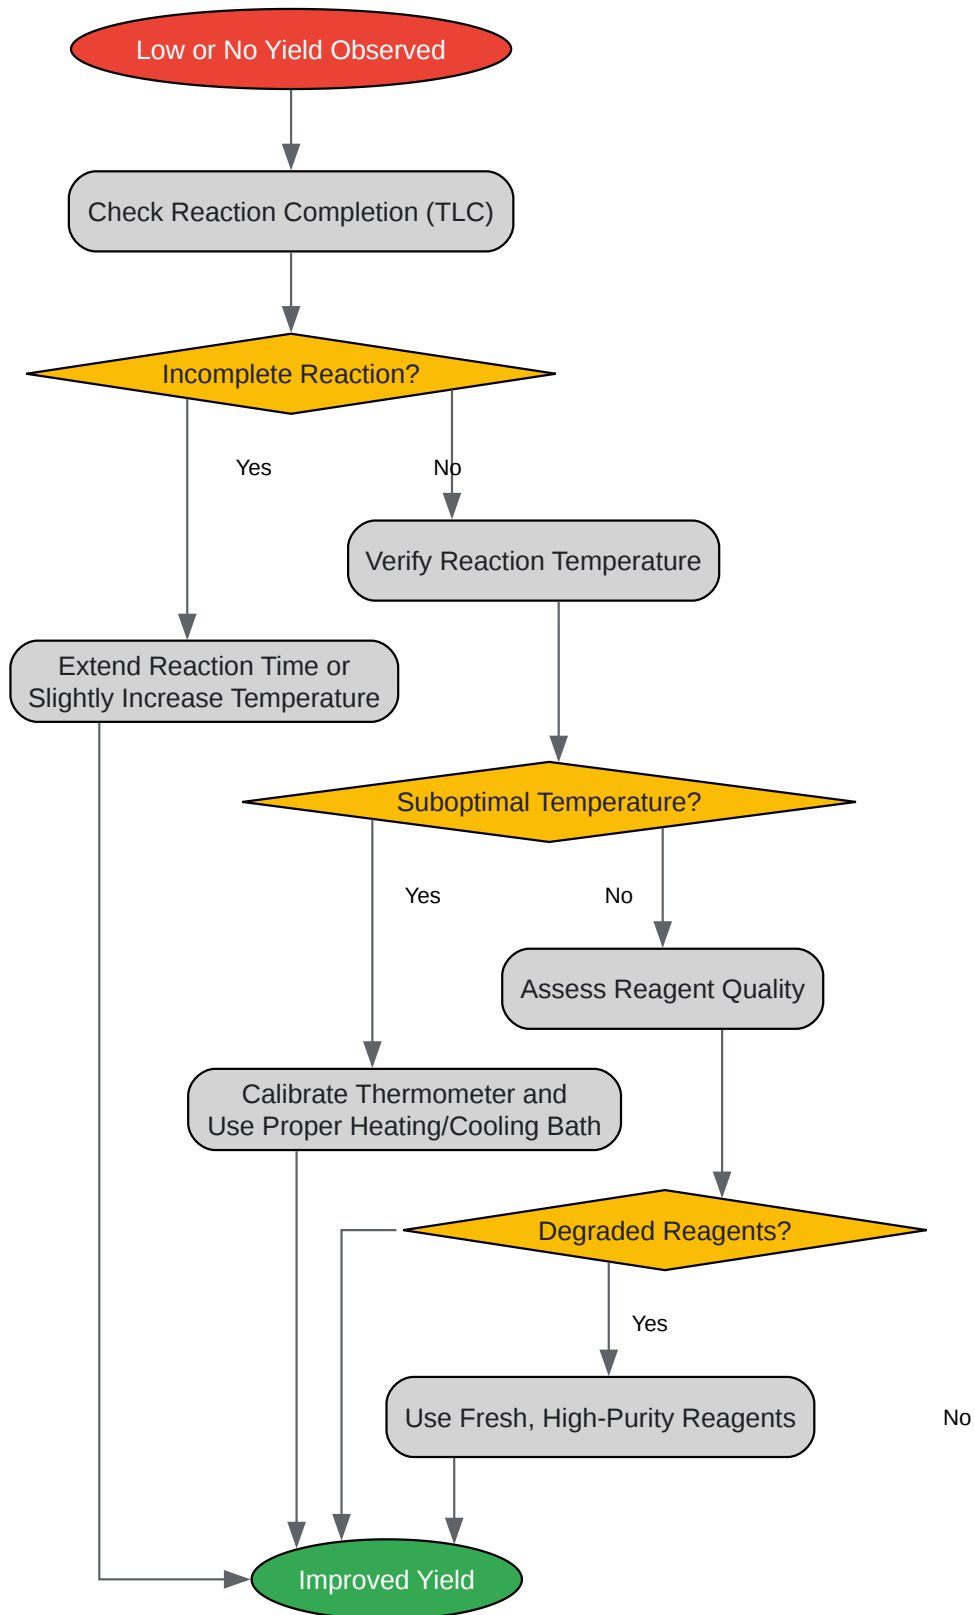 Low or No Yield Observed
Check Reaction Completion (TLC)
Incomplete Reaction?
Yes
No
Verify Reaction Temperature
Extend Reaction Time or
Slightly Increase Temperature
Suboptimal Temperature?
Yes
No
Assess Reagent Quality
Calibrate Thermometer and
Use Proper Heating/Cooling Bath
Degraded Reagents?
Yes
Use Fresh, High-Purity Reagents
No
Improved Yield